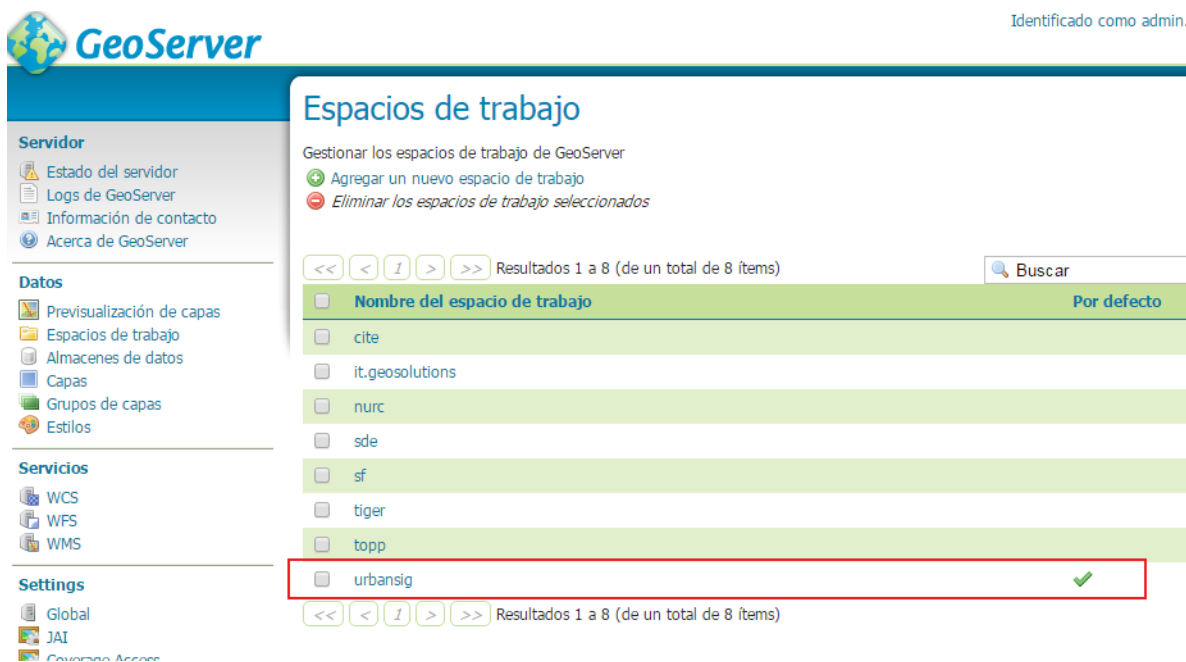 GeoServer
Identificado como admin.
Servidor
Estado del servidor
Logs de GeoServer
Información de contacto
Acerca de GeoServer
Datos
Previsualización de capas
Espacios de trabajo
Almacenes de datos
Capas
Grupos de capas
Estilos
Servicios
WCS
WFS
WMS
Settings
Global
JAI
Coverage Access
Espacios de trabajo
Gestionar los espacios de trabajo de GeoServer
Agregar un nuevo espacio de trabajo
Eliminar los espacios de trabajo seleccionados
<< < 1 > >> Resultados 1 a 8 (de un total de 8 ítems) Buscar
Nombre del espacio de trabajo Por defecto
cite
it.geosolutions
nurc
sde
sf
tiger
topp
urbansig
<< < 1 > >> Resultados 1 a 8 (de un total de 8 ítems)